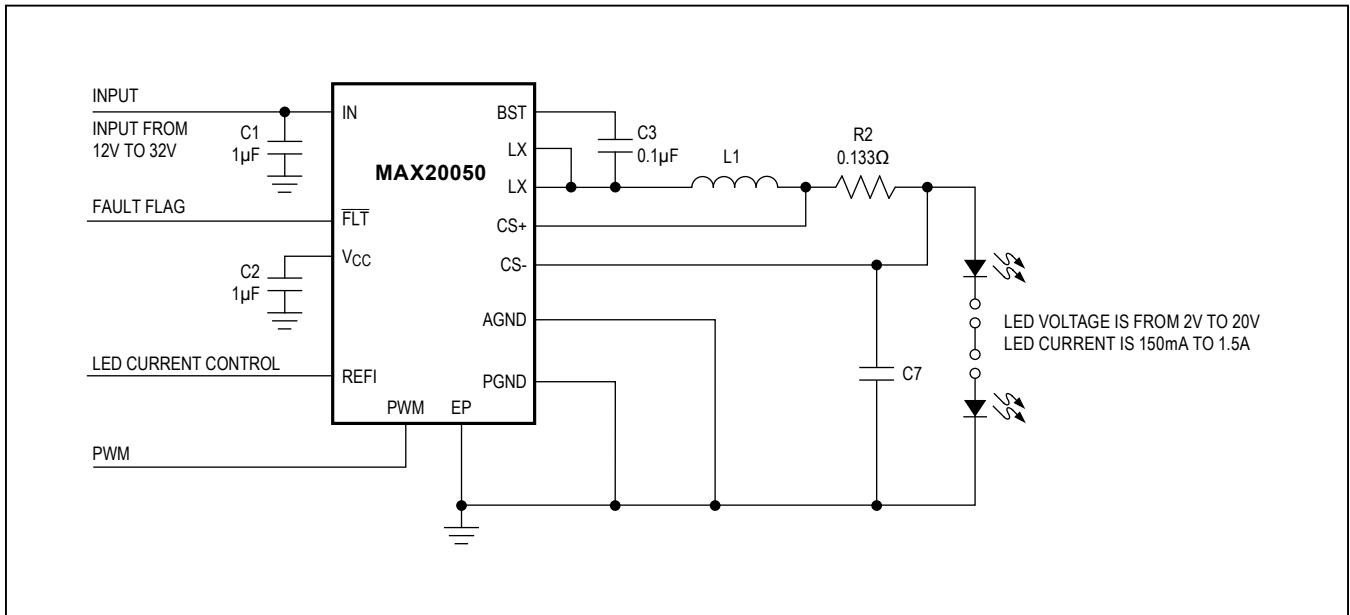 INPUT
INPUT FROM
12V TO 32V
C1
1µF
FAULT FLAG
C2
1µF
LED CURRENT CONTROL
PWM
IN
FLT
VCC
REFI
PWM
EP
MAX20050
BST
LX
LX
CS+
CS-
AGND
PGND
C3
0.1µF
L1
R2
0.133Ω
C7
LED VOLTAGE IS FROM 2V TO 20V
LED CURRENT IS 150mA TO 1.5A